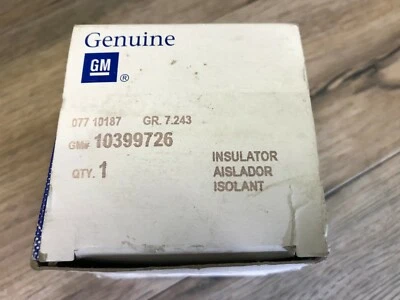 Genuine
GM
®
077 10187 GR. 7.243
GM# 10399726
QTY. 1
INSULATOR
AISLADOR
ISOLANT